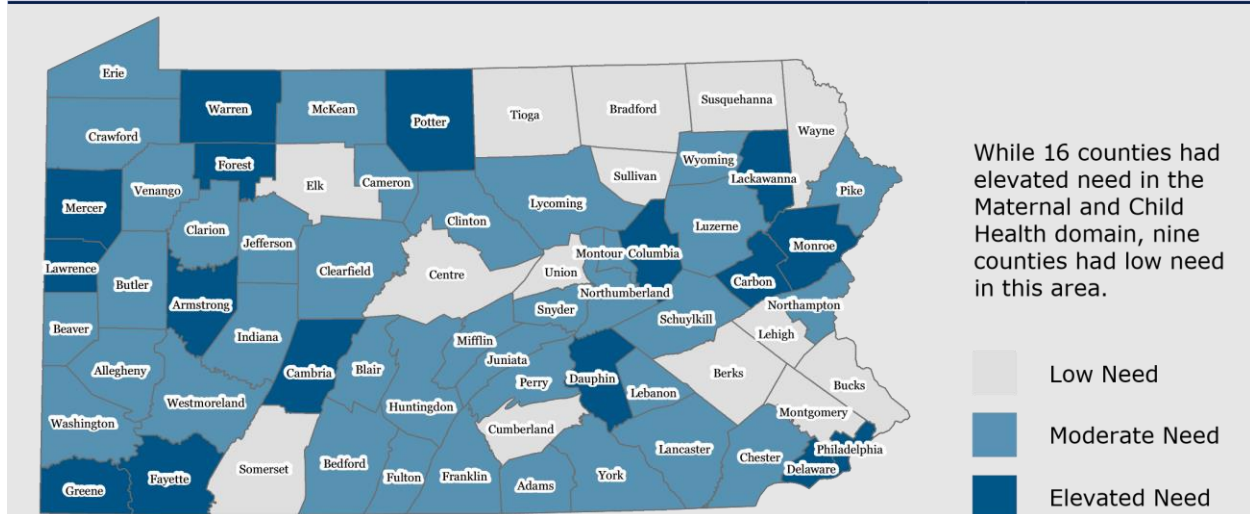 Erie
Warren
McKean
Potter
Tioga
Bradford
Susquehanna
Wayne
Crawford
Forest
Elk
Cameron
Sullivan
Wyoming
Lackawanna
Pike
Mercer
Venango
Clarion
Jefferson
Clinton
Lycoming
Luzerne
Monroe
Lawrence
Butler
Clearfield
Centre
Union
Montour
Columbia
Carbon
Armstrong
Northumberland
Northampton
Beaver
Indiana
Snyder
Schuylkill
Lehigh
Allegheny
Cambria
Blair
Mifflin
Juniata
Perry
Dauphin
Lebanon
Berks
Bucks
Westmoreland
Huntingdon
Montgomery
Washington
Cumberland
Philadelphia
Greene
Fayette
Somerset
Bedford
Fulton
Franklin
Adams
York
Lancaster
Chester
Delaware
While 16 counties had
elevated need in the
Maternal and Child
Health domain, nine
counties had low need
in this area.
Low Need
Moderate Need
Elevated Need